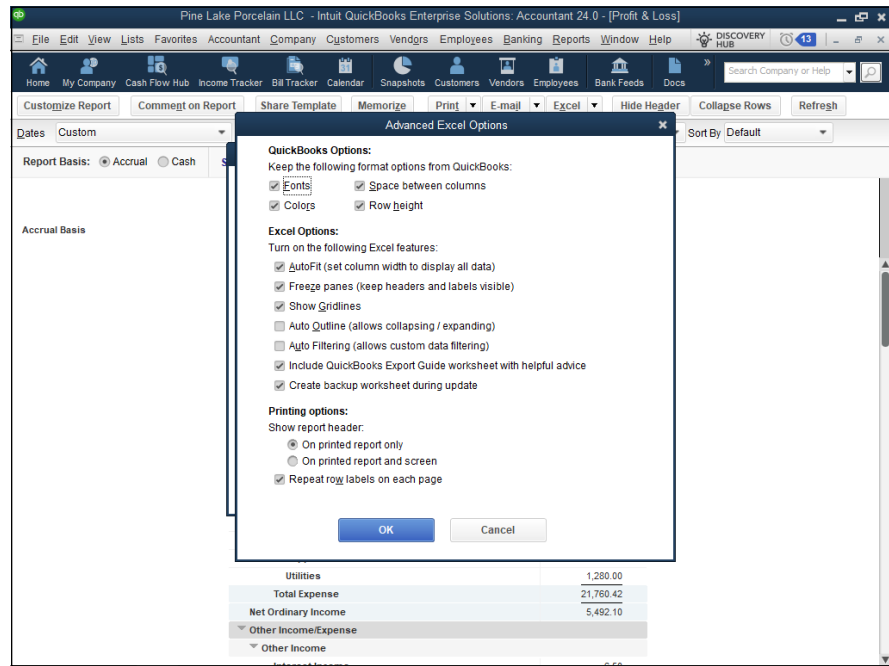 Pine Lake Porcelain LLC - Intuit QuickBooks Enterprise Solutions: Accountant 24.0 - [Profit & Loss]
File Edit View Lists Favorites Accountant Company Customers Vendors Employees Banking Reports Window Help DISCOVERY HUB 13
Home My Company Cash Flow Hub Income Tracker Bill Tracker Calendar Snapshots Customers Vendors Employees Bank Feeds Docs » Search Company or Help
Customize Report Comment on Report Share Template Memorize Print E-mail Excel Hide Header Collapse Rows Refresh
Dates Custom Sort By Default
Advanced Excel Options
Report Basis: Accrual Cash
QuickBooks Options:
Keep the following format options from QuickBooks:
Fonts Space between columns
Colors Row height
Accrual Basis
Excel Options:
Turn on the following Excel features:
AutoFit (set column width to display all data)
Freeze panes (keep headers and labels visible)
Show Gridlines
Auto Outline (allows collapsing / expanding)
Auto Filtering (allows custom data filtering)
Include QuickBooks Export Guide worksheet with helpful advice
Create backup worksheet during update
Printing options:
Show report header:
On printed report only
On printed report and screen
Repeat row labels on each page
OK Cancel
Utilities 1,280.00
Total Expense 21,760.42
Net Ordinary Income 5,492.10
Other Income/Expense
Other Income